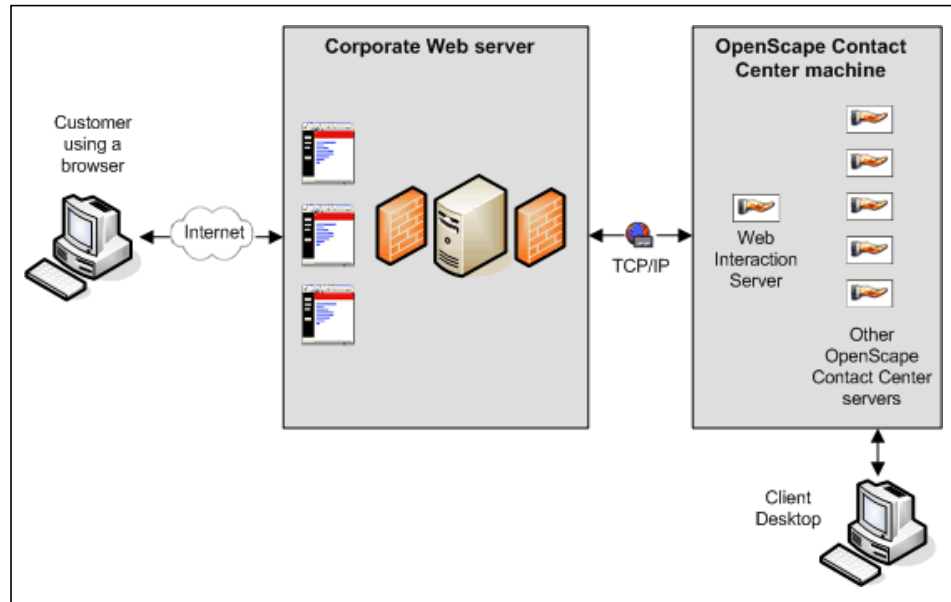 Corporate Web server
OpenScape Contact
Center machine
Customer
using a
browser
Internet
TCP/IP
Web
Interaction
Server
Other
OpenScape
Contact Center
servers
Client
Desktop